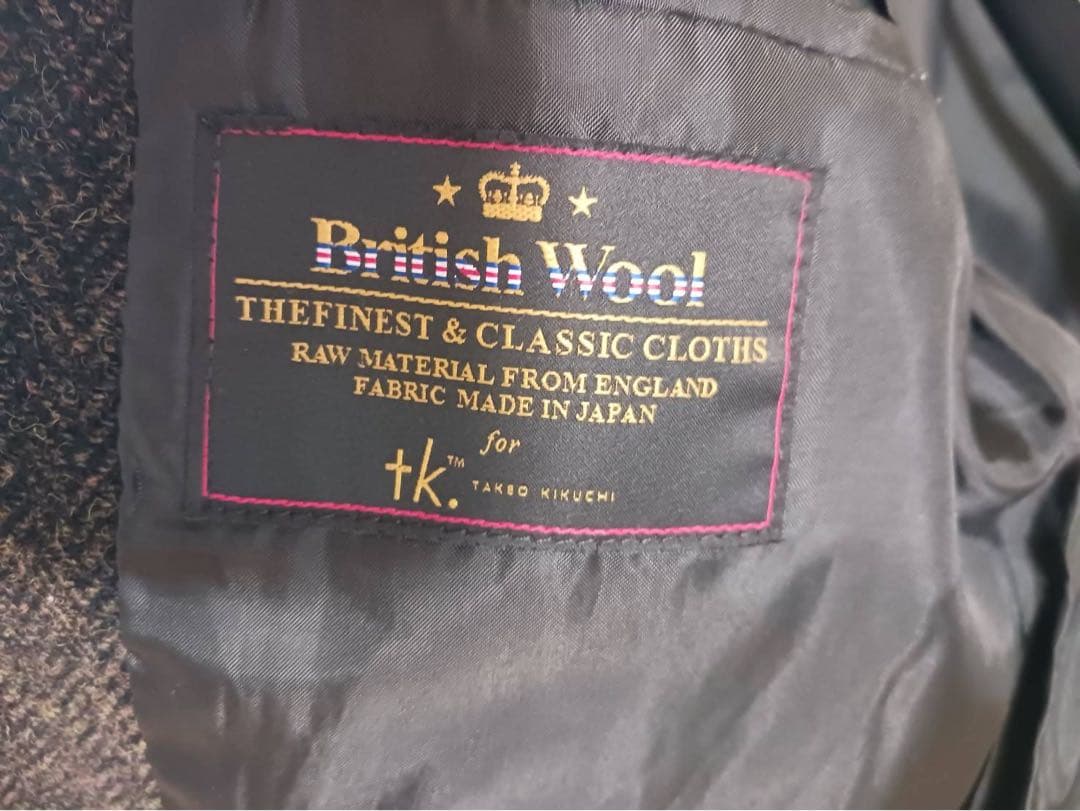 British Wool
THEFINEST & CLASSIC CLOTHS
RAW MATERIAL FROM ENGLAND
FABRIC MADE IN JAPAN
for
tk.™ TAKEO KIKUCHI